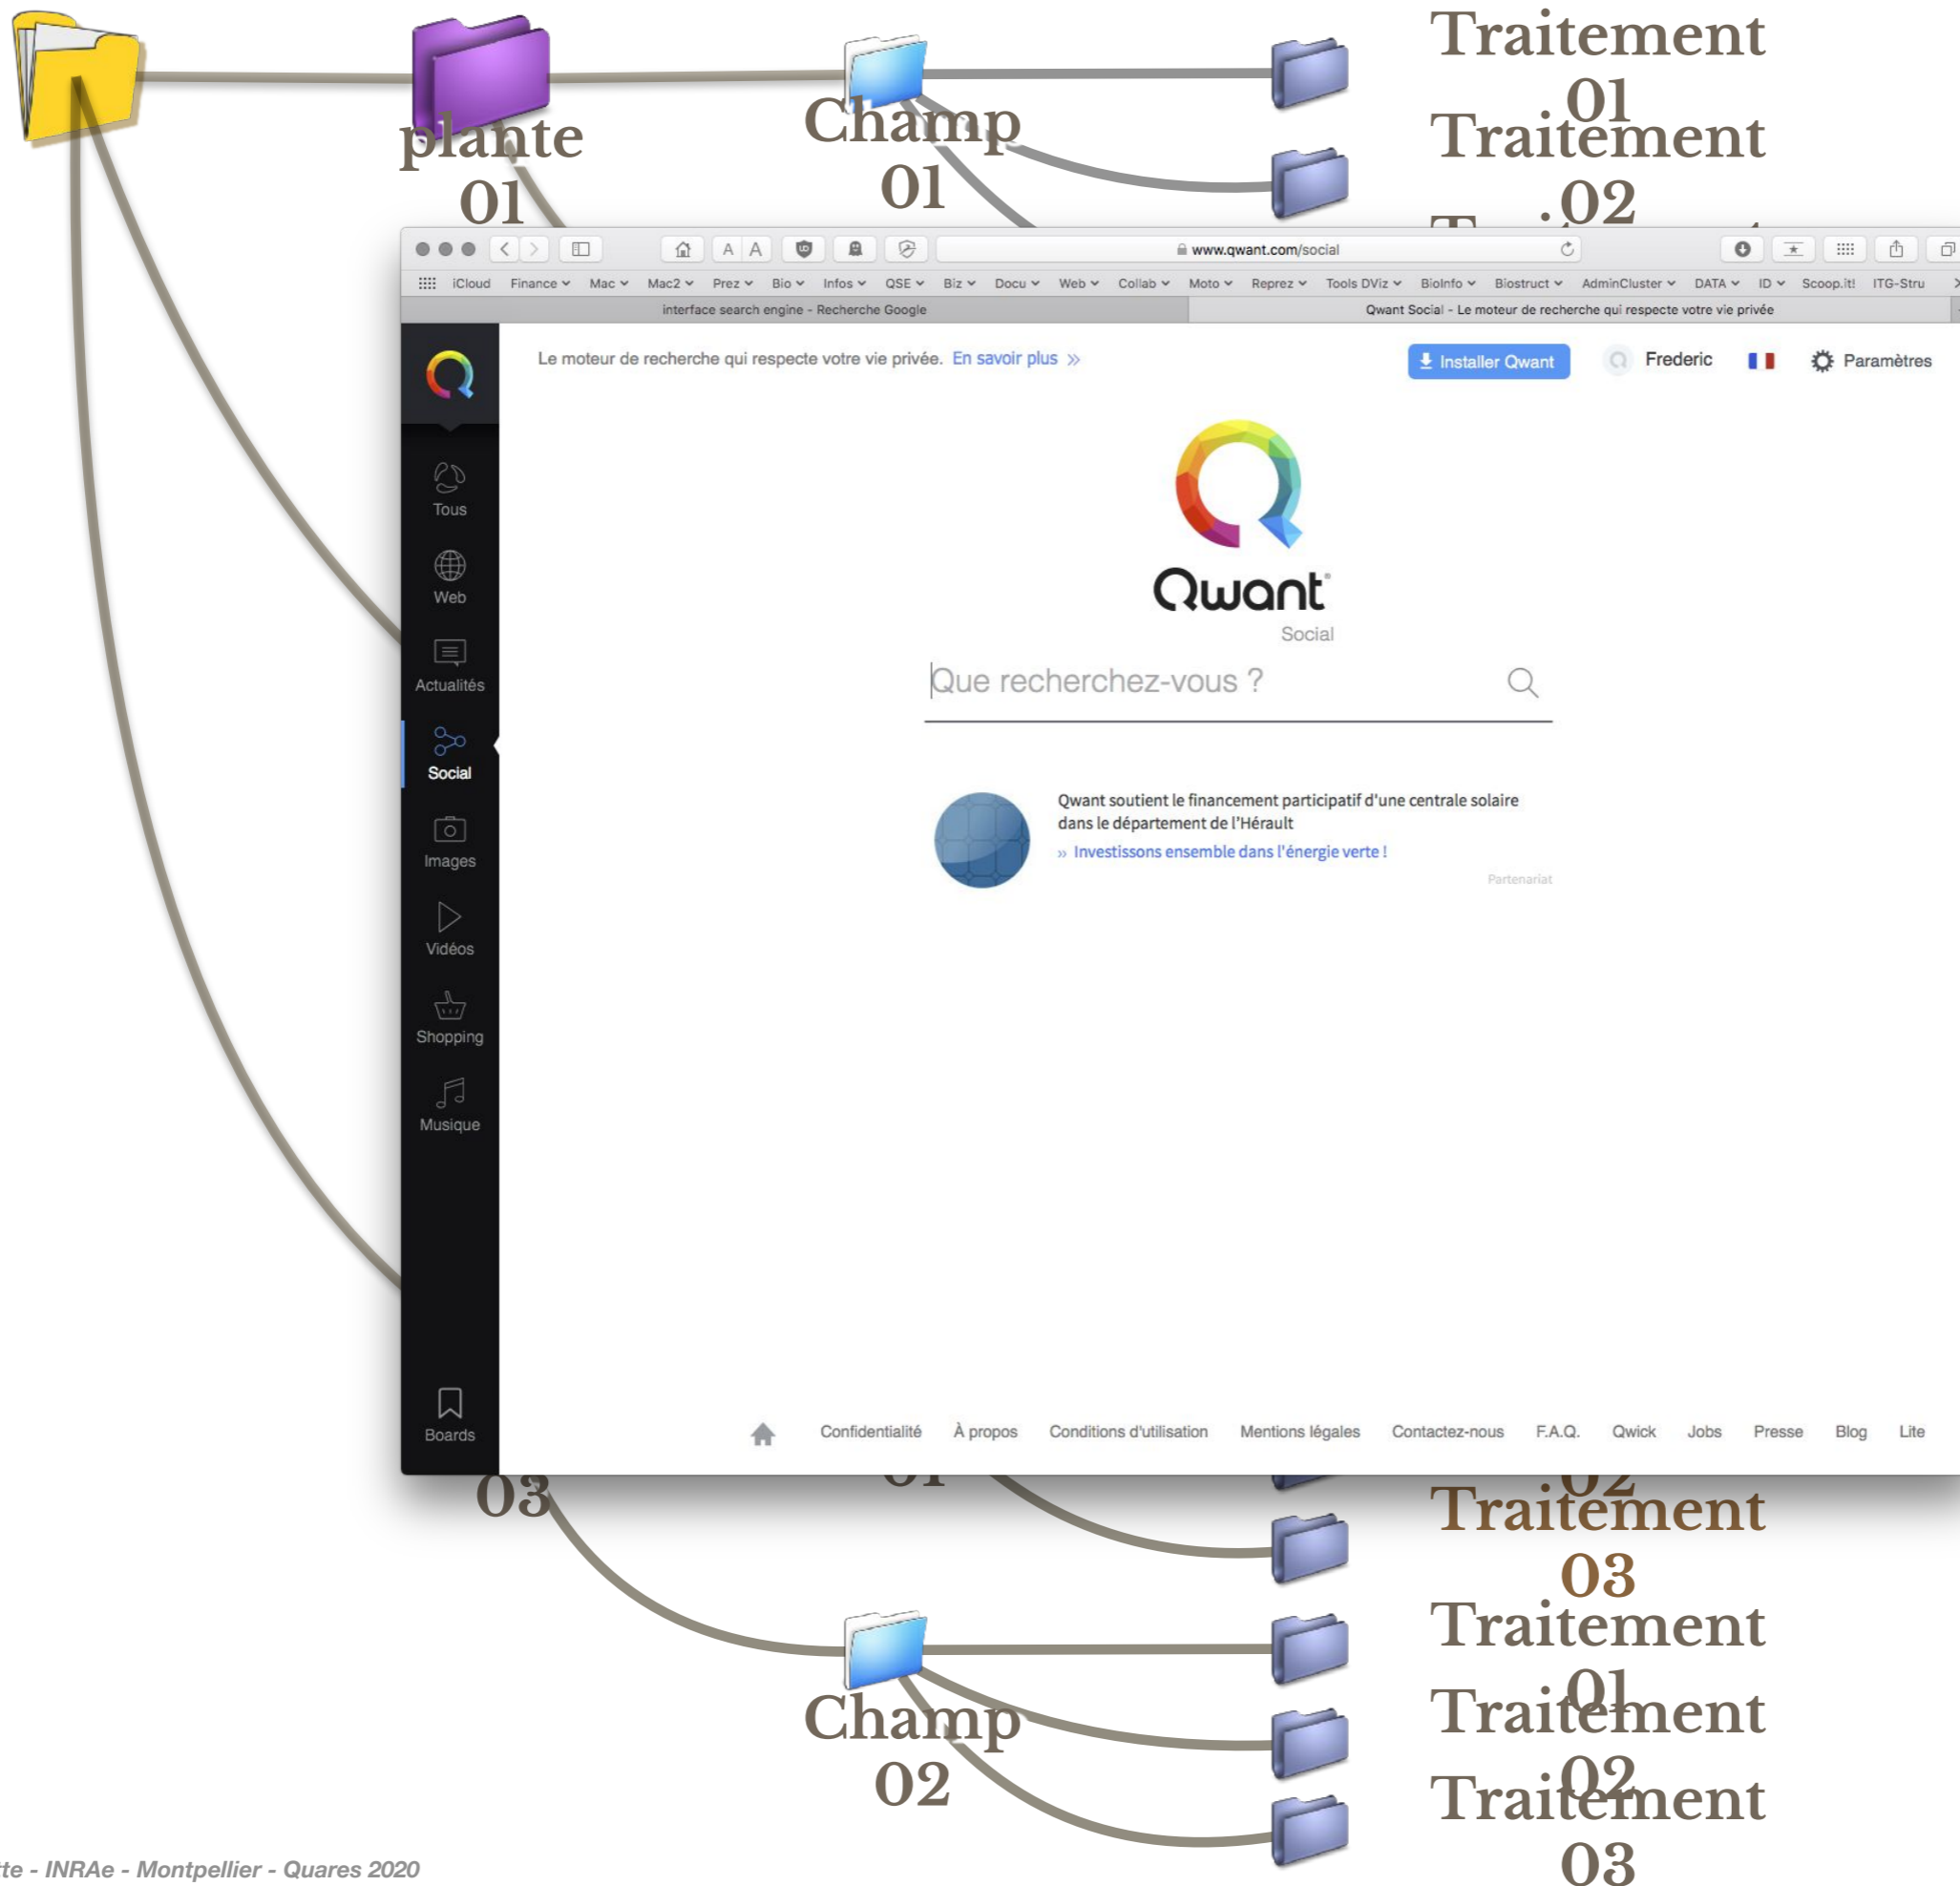 Traitement
01
Traitement
02
plante
01
Champ
01
www.qwant.com/social
iCloud Finance Mac Mac2 Prez Bio Infos QSE Biz Docu Web Collab Moto Reprez Tools DViz BioInfo Biostruct AdminCluster DATA ID Scoop.it! ITG-Stru
interface search engine - Recherche Google
Qwant Social - Le moteur de recherche qui respecte votre vie privée
Le moteur de recherche qui respecte votre vie privée. En savoir plus »
Installer Qwant
Frederic
Paramètres
Tous
Web
Actualités
Social
Images
Vidéos
Shopping
Musique
Boards
Qwant
Social
Que recherchez-vous ?
Qwant soutient le financement participatif d'une centrale solaire
dans le département de l'Hérault
» Investissons ensemble dans l'énergie verte !
Partenariat
Confidentialité À propos Conditions d'utilisation Mentions légales Contactez-nous F.A.Q. Qwick Jobs Presse Blog Lite
03
01
02
Traitement
03
Traitement
01
Traitement
02
Traitement
03
Champ
02
- INRAe - Montpellier - Quares 2020